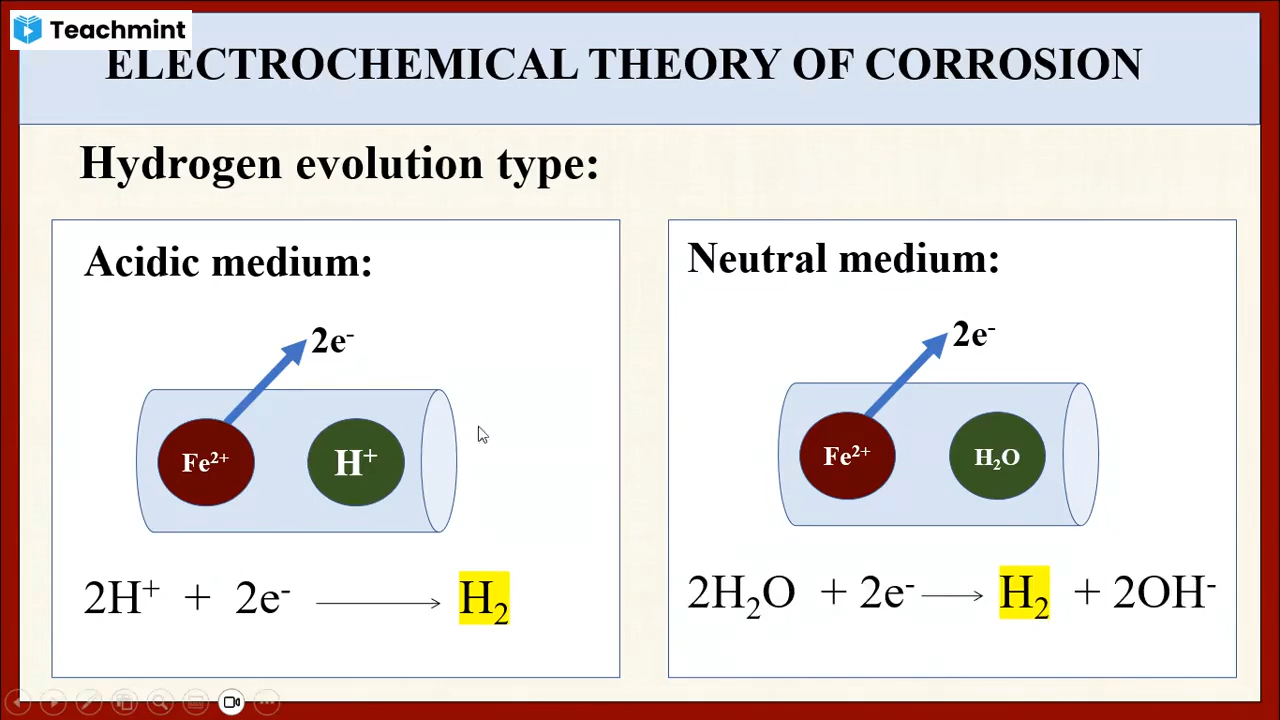 Teachmint
ELECTROCHEMICAL THEORY OF CORROSION
Hydrogen evolution type:
Acidic medium:
2e⁻
Fe²⁺
H⁺
2H⁺ + 2e⁻ ⟶ H₂
Neutral medium:
2e⁻
Fe²⁺
H₂O
2H₂O + 2e⁻ ⟶ H₂ + 2OH⁻